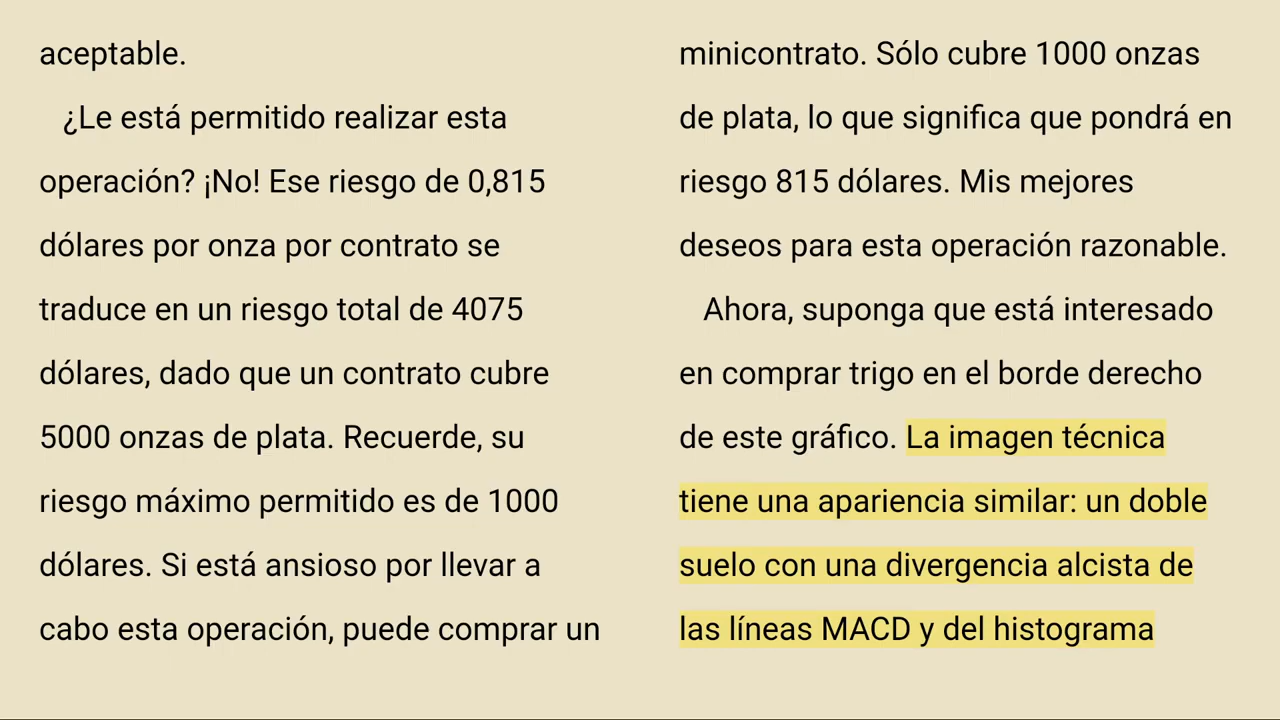 aceptable.
¿Le está permitido realizar esta
operación? ¡No! Ese riesgo de 0,815
dólares por onza por contrato se
traduce en un riesgo total de 4075
dólares, dado que un contrato cubre
5000 onzas de plata. Recuerde, su
riesgo máximo permitido es de 1000
dólares. Si está ansioso por llevar a
cabo esta operación, puede comprar un
minicontrato. Sólo cubre 1000 onzas
de plata, lo que significa que pondrá en
riesgo 815 dólares. Mis mejores
deseos para esta operación razonable.
Ahora, suponga que está interesado
en comprar trigo en el borde derecho
de este gráfico. La imagen técnica
tiene una apariencia similar: un doble
suelo con una divergencia alcista de
las líneas MACD y del histograma